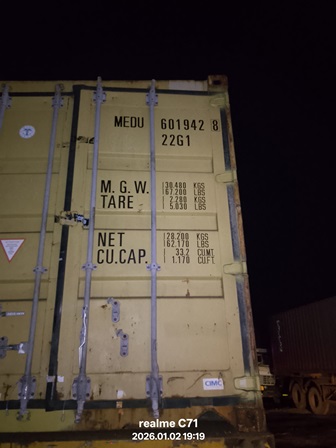 MEDU 601942 8
22G1
M.G.W. 30.480 KGS
67.200 LBS
TARE 2.280 KGS
5.030 LBS
NET 28.200 KGS
62.170 LBS
CU.CAP. 33.2 CU.MT.
1.170 CU.FT.
CIMC
realme C71
2026.01.02 19:19